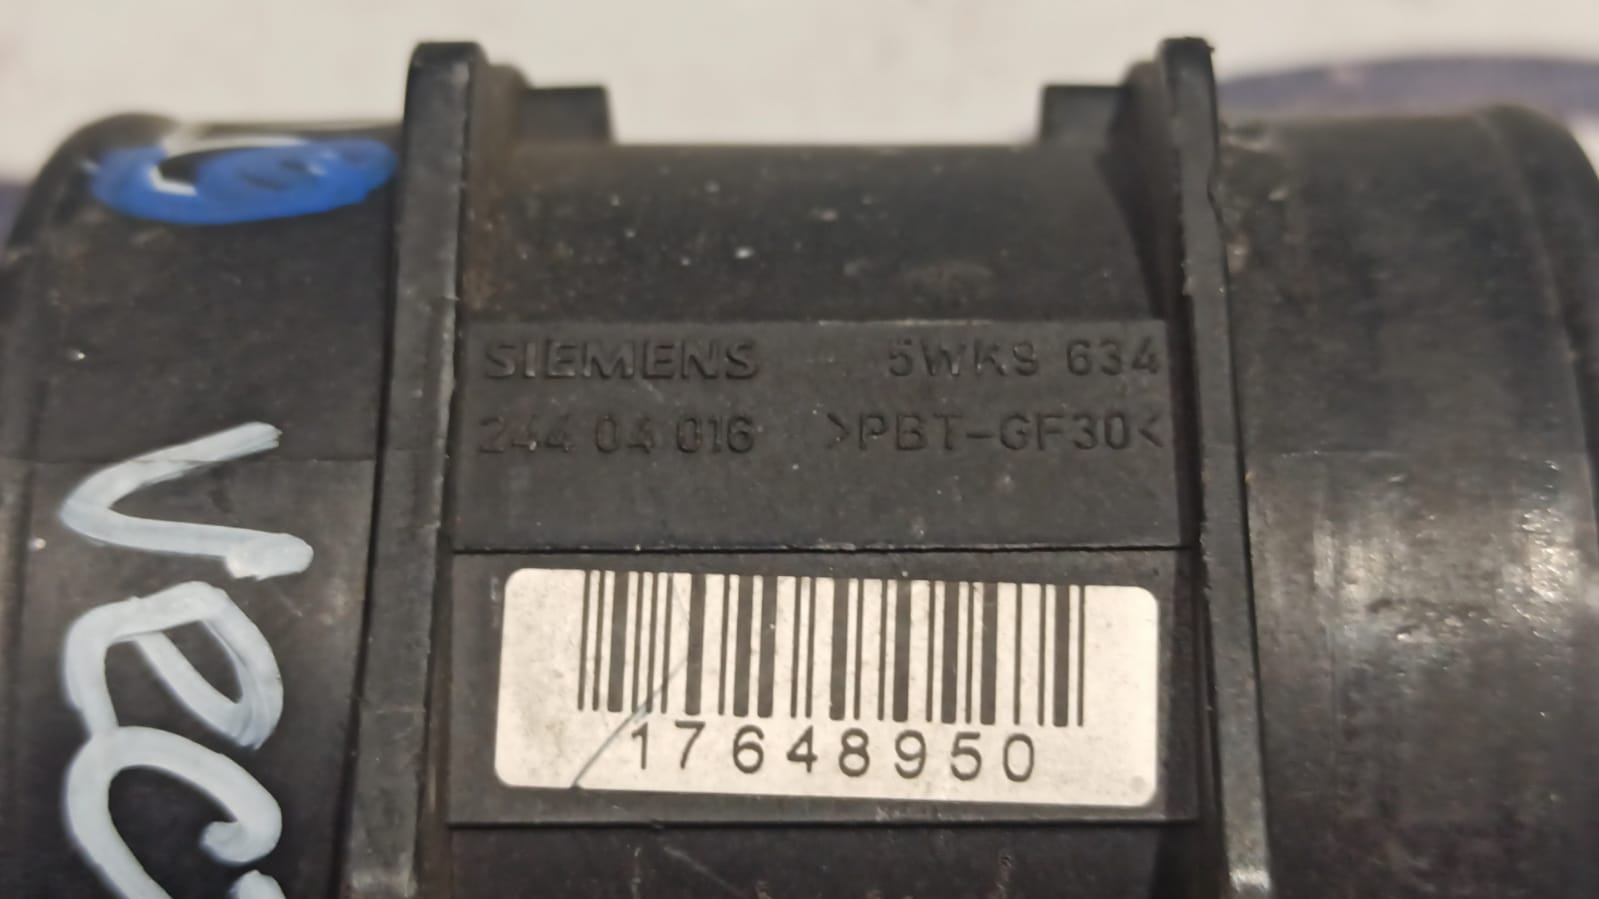 SIEMENS 5WK9 634
244 04 016 >PBT-GF30<
17648950
Vec